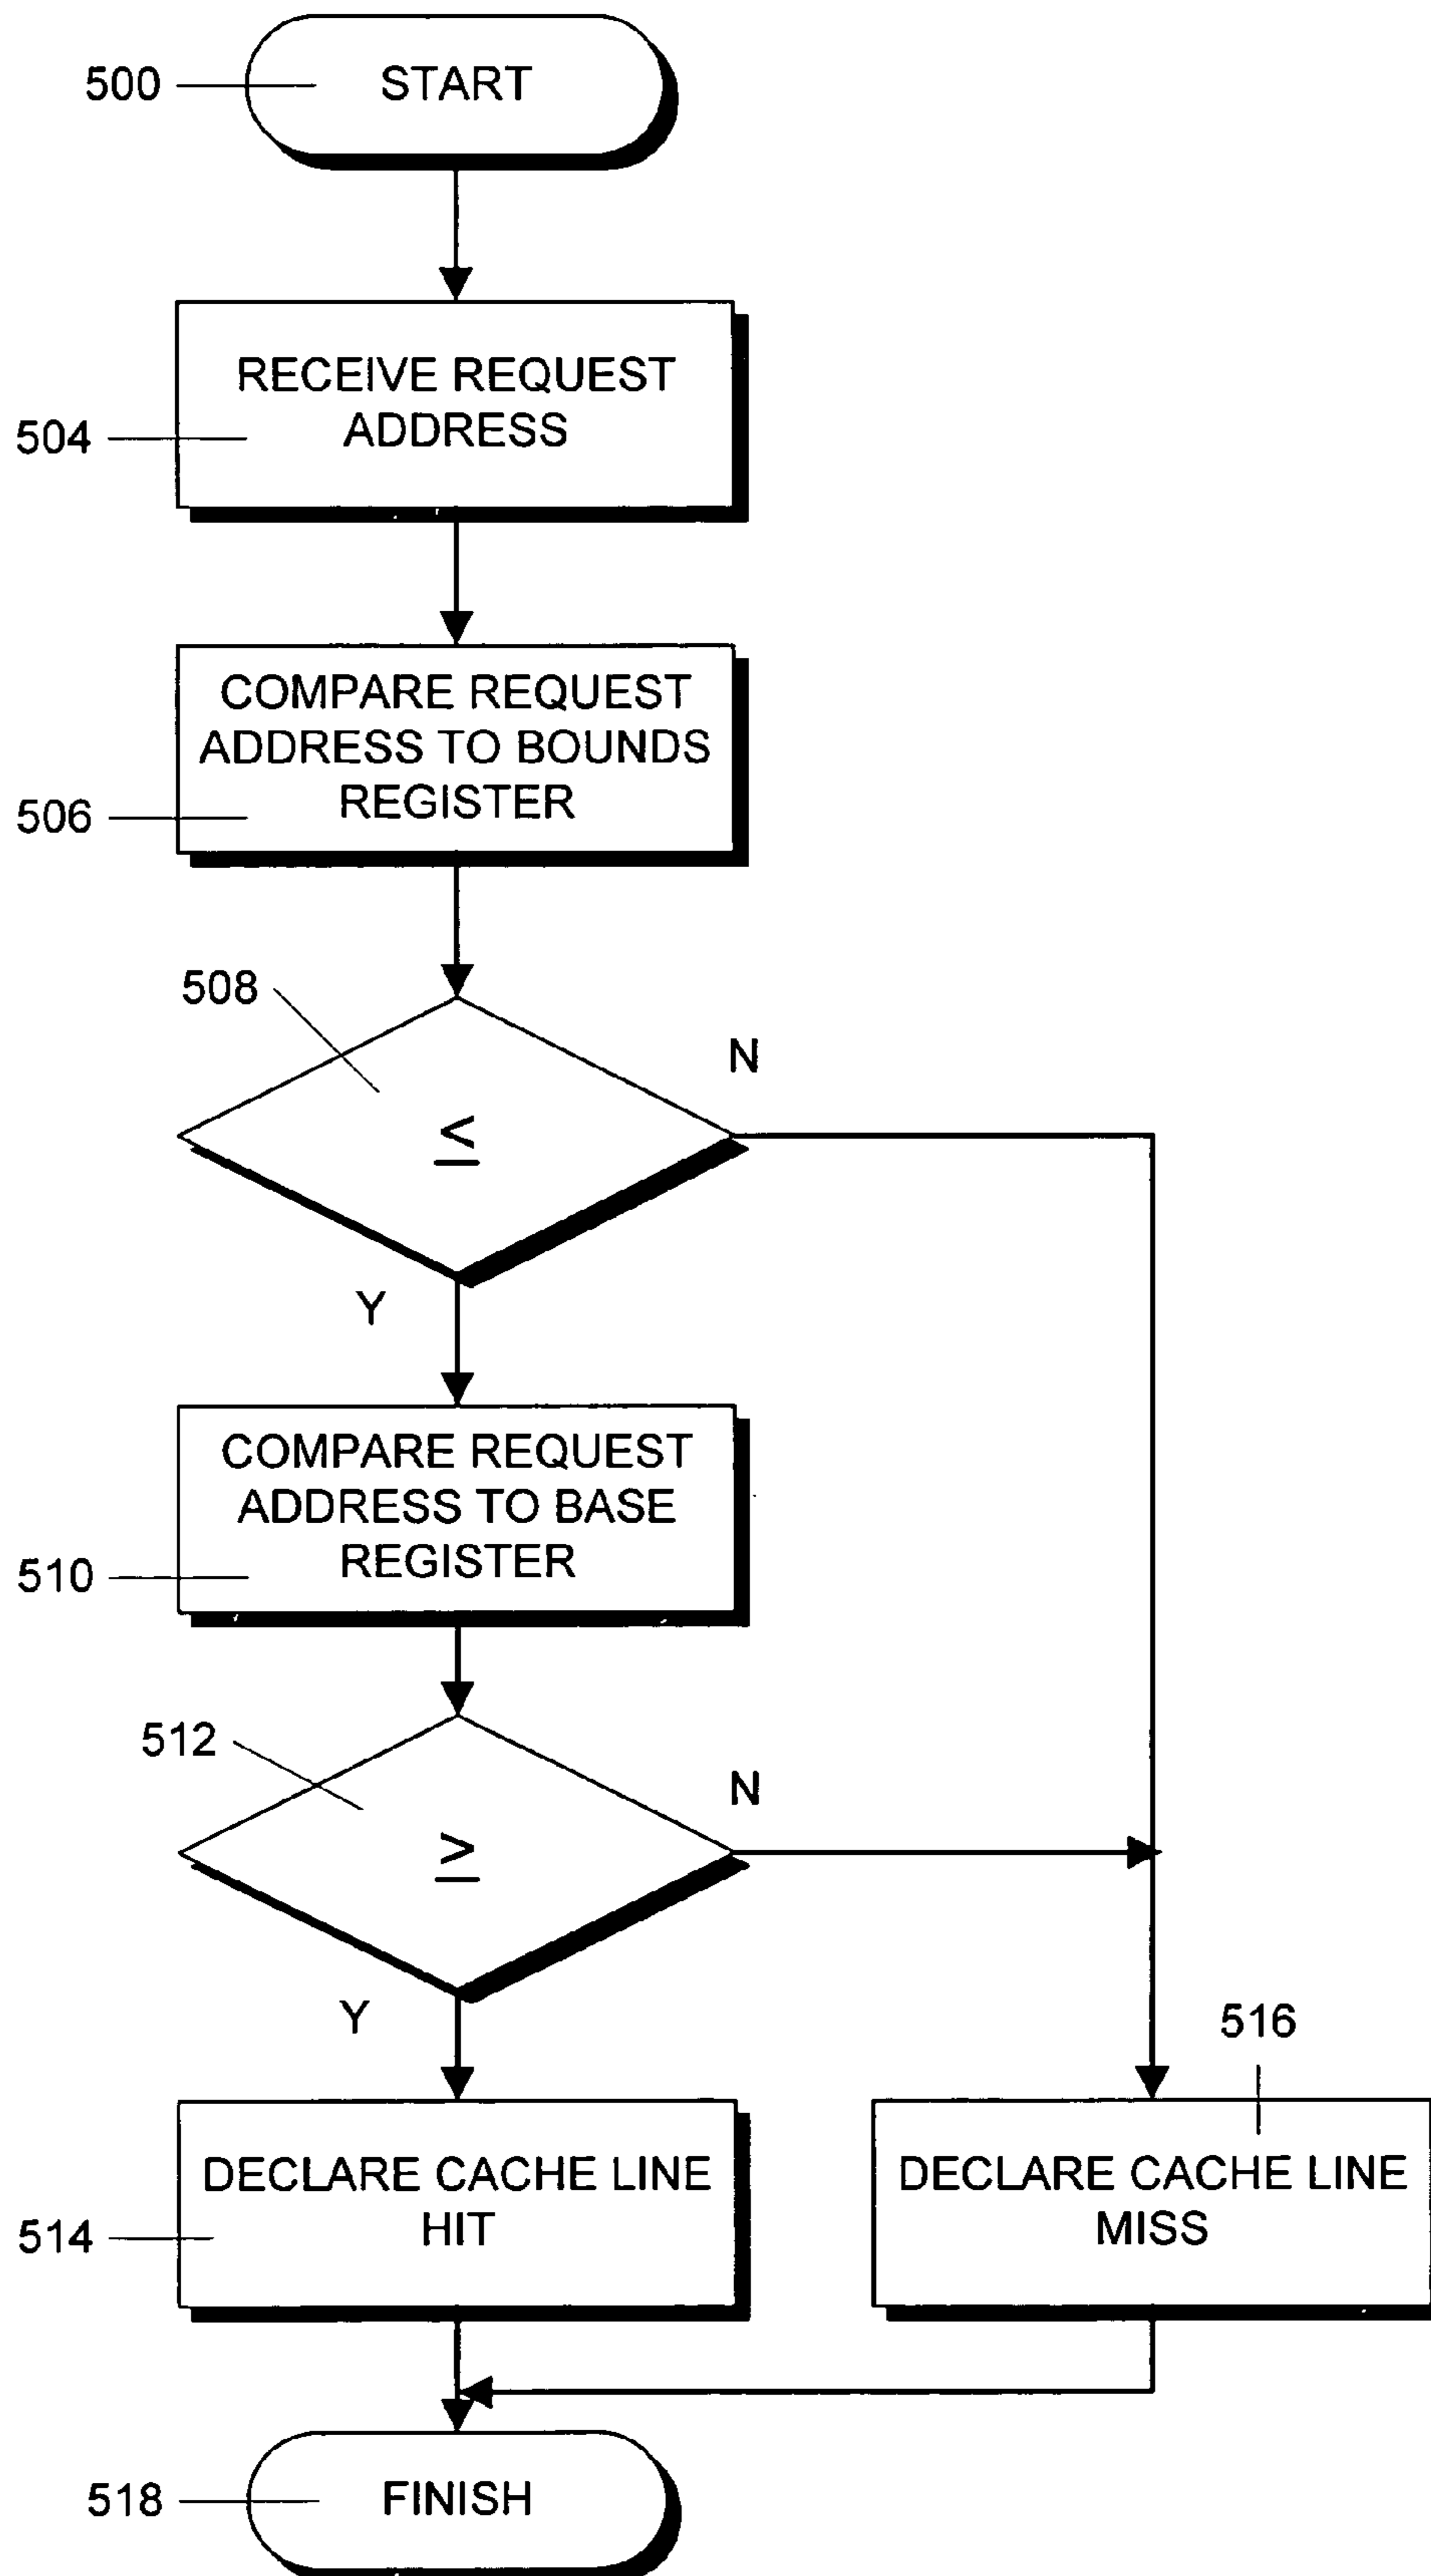 500
START
RECEIVE REQUEST
ADDRESS
504
COMPARE REQUEST
ADDRESS TO BOUNDS
REGISTER
506
508
N
≤
Y
COMPARE REQUEST
ADDRESS TO BASE
REGISTER
510
512
N
≥
Y
516
DECLARE CACHE LINE
HIT
514
DECLARE CACHE LINE
MISS
518
FINISH